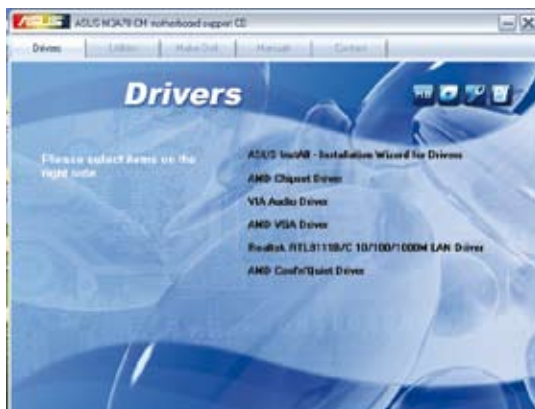 ASUS M3A78-CM motherboard support CD
Drivers
Utilities
Make Disk
Manuals
Contact
Drivers
Please select items on the
right side
ASUS InstAll - Installation Wizard for Drivers
AMD Chipset Driver
VIA Audio Driver
AMD VGA Driver
Realtek RTL8111B/C 10/100/1000M LAN Driver
AMD Cool'n'Quiet Driver